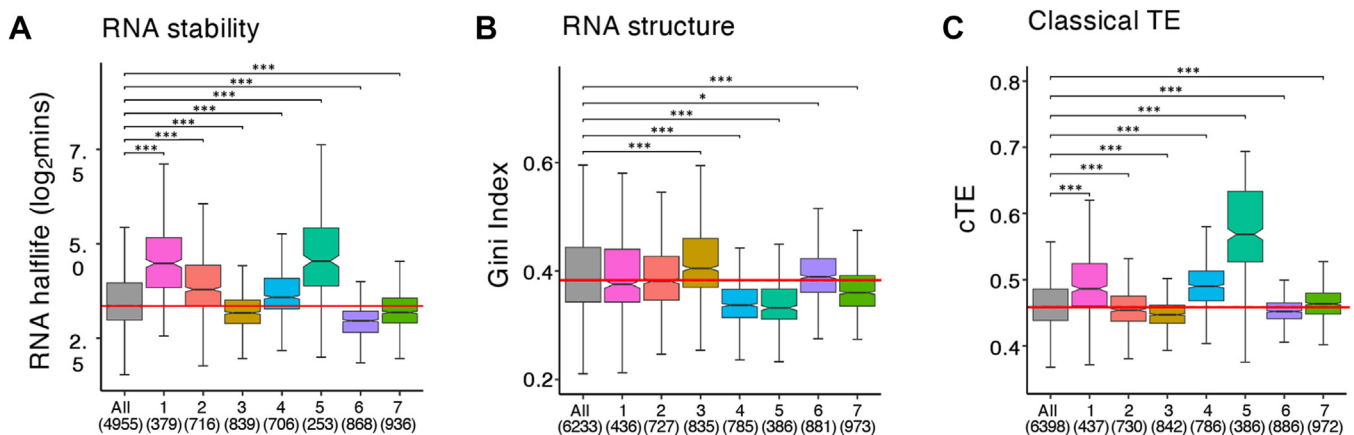 A RNA stability
RNA halflife (log2mins)
7.
5
5.
0
2.
5
***
***
***
***
***
***
***
All 1 2 3 4 5 6 7
(4955) (379) (716) (839) (706) (253) (868) (936)
B RNA structure
Gini Index
0.6
0.4
0.2
***
*
***
***
***
All 1 2 3 4 5 6 7
(6233) (436) (727) (835) (785) (386) (881) (973)
C Classical TE
cTE
0.8
0.7
0.6
0.5
0.4
***
***
***
***
***
***
***
All 1 2 3 4 5 6 7
(6398) (437) (730) (842) (786) (386) (886) (972)